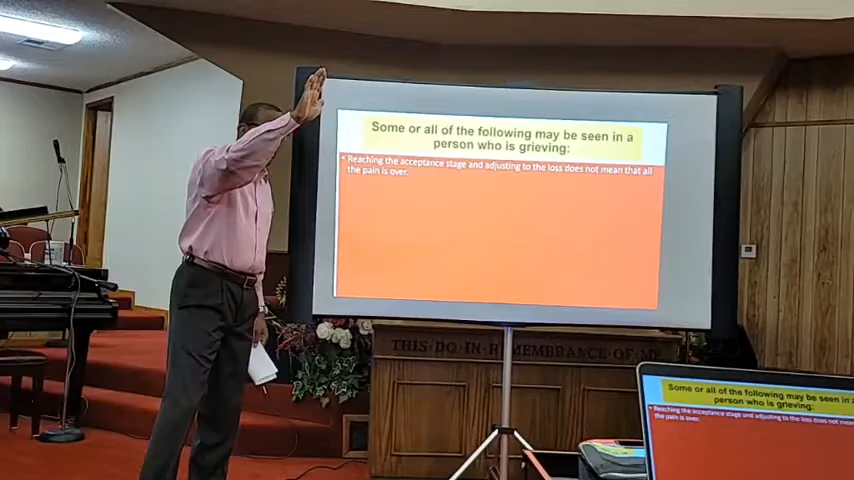 Some or all of the following may be seen in a
person who is grieving:
• Reaching the acceptance stage and adjusting to the loss does not mean that all
the pain is over.
THIS DO IN REMEMBRANCE OF
Some or all of the following may be seen in
person who is grieving:
• Reaching the acceptance stage and adjusting to the loss does not mean
the pain is over.